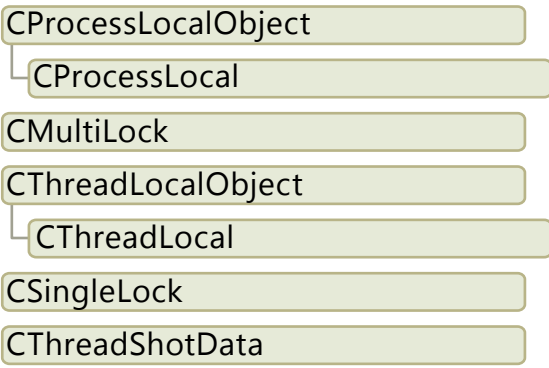 CProcessLocalObject
CProcessLocal
CMultiLock
CThreadLocalObject
CThreadLocal
CSingleLock
CThreadShotData